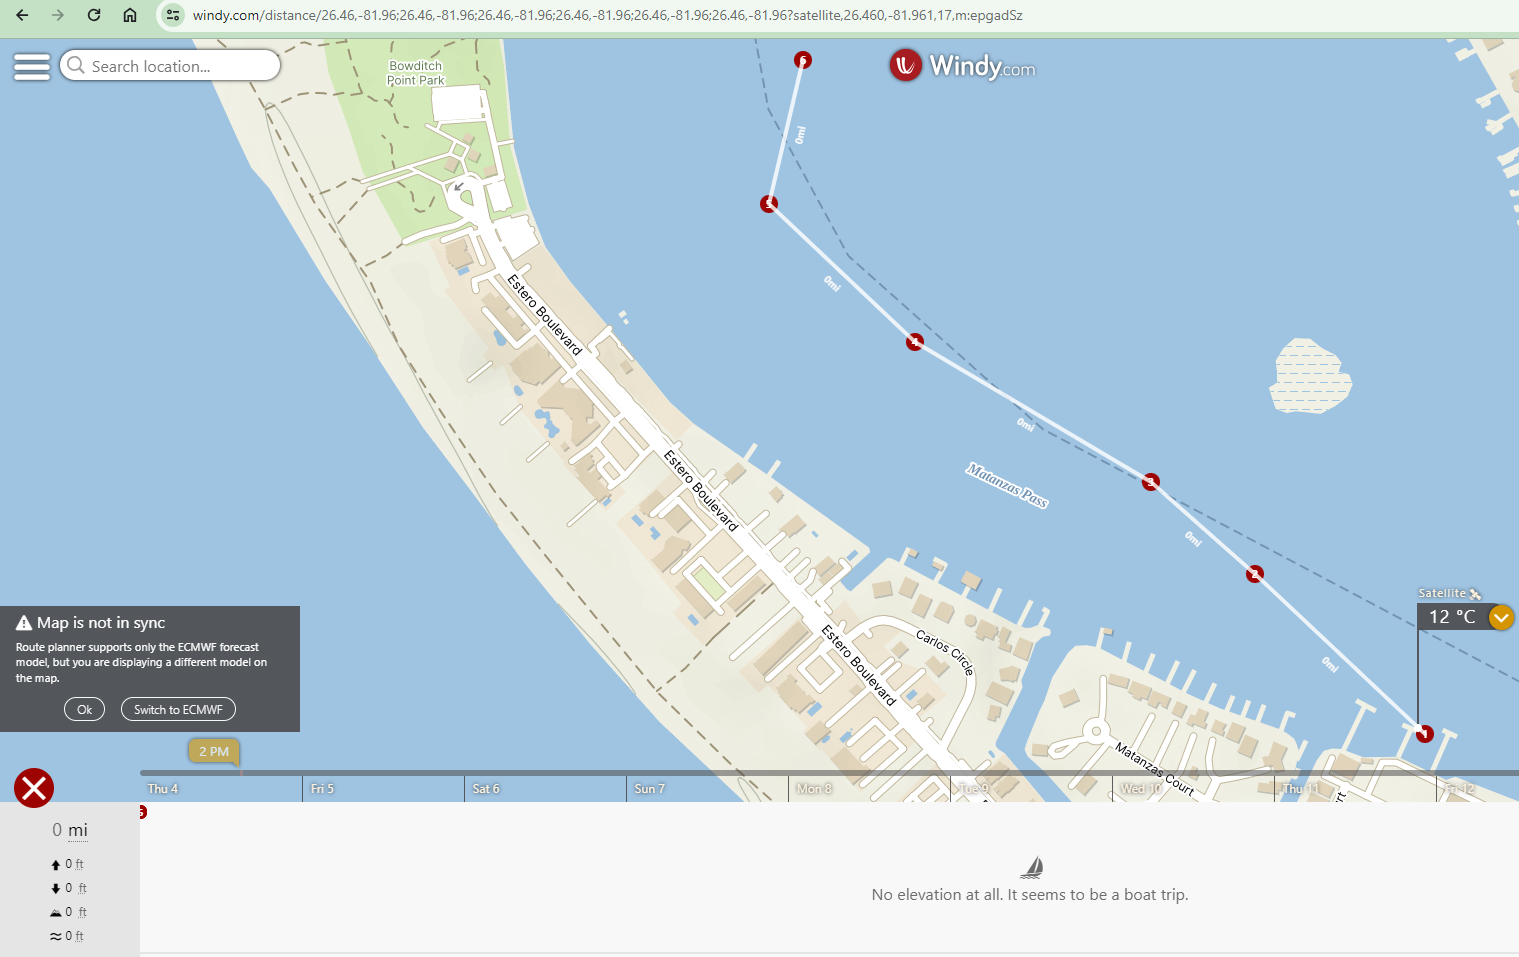 windy.com/distance/26.46,-81.96;26.46,-81.96;26.46,-81.96;26.46,-81.96;26.46,-81.96;26.46,-81.96?satellite,26.460,-81.961,17,m:epgadSz
Search location...
Windy.com
Bowditch
Point Park
6
0mi
5
0mi
4
0mi
3
0mi
2
0mi
1
Estero Boulevard
Estero Boulevard
Estero Boulevard
Matanzas Pass
Carlos Circle
Matanzas Court
Satellite
12 °C
Map is not in sync
Route planner supports only the ECMWF forecast
model, but you are displaying a different model on
the map.
Ok
Switch to ECMWF
2 PM
Thu 4
Fri 5
Sat 6
Sun 7
Mon 8
Tue 9
Wed 10
Thu 11
Fri 12
0 mi
0 ft
0 ft
0 ft
0 ft
No elevation at all. It seems to be a boat trip.